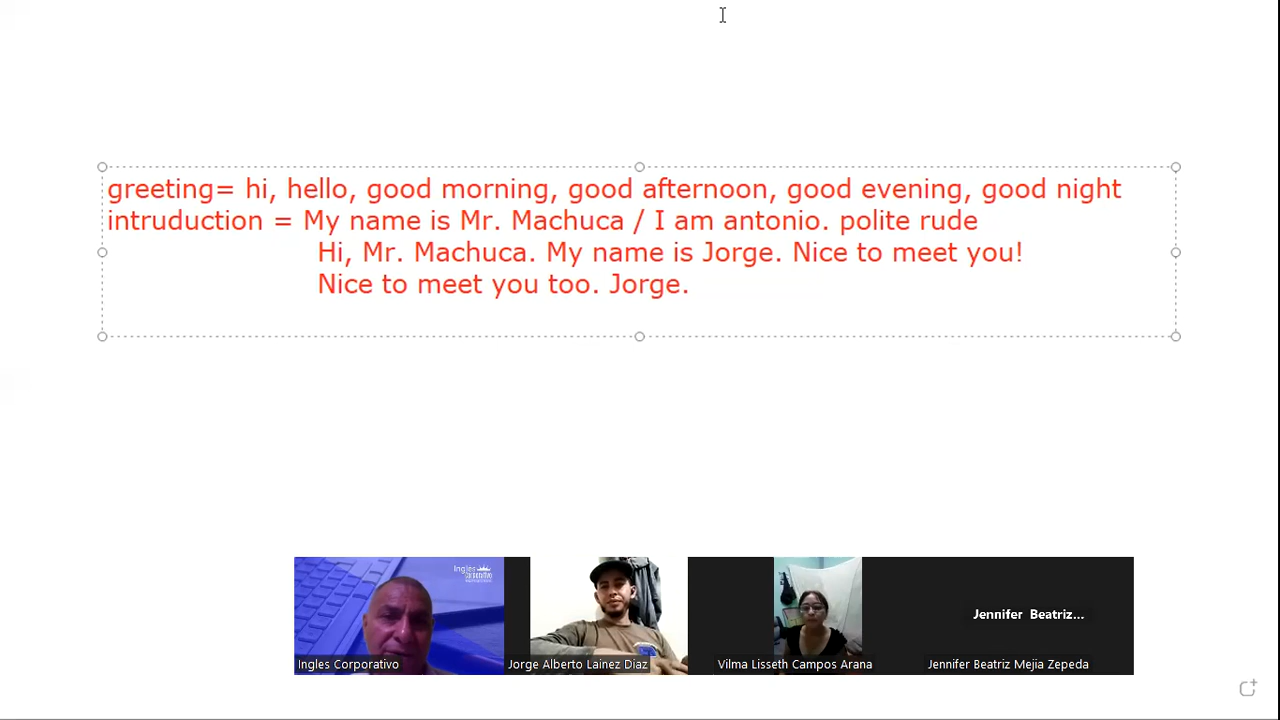 greeting= hi, hello, good morning, good afternoon, good evening, good night
intruduction = My name is Mr. Machuca / I am antonio. polite rude
Hi, Mr. Machuca. My name is Jorge. Nice to meet you!
Nice to meet you too. Jorge.
Ingles
Jennifer Beatriz...
Ingles Corporativo
Jorge Alberto Lainez Diaz
Vilma Lisseth Campos Arana
Jennifer Beatriz Mejia Zepeda